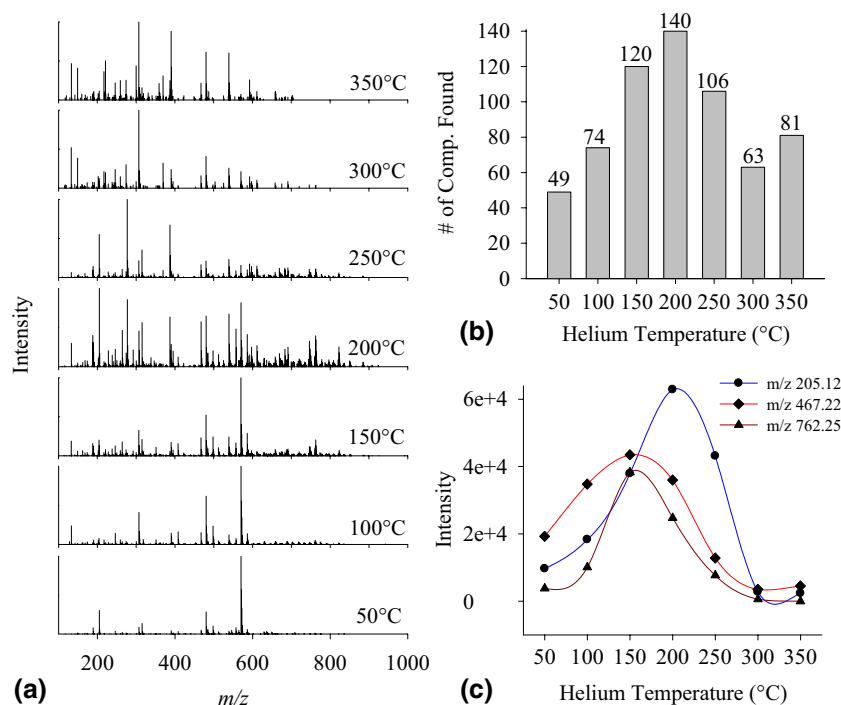 350°C
300°C
250°C
200°C
150°C
100°C
50°C
Intensity
200 400 600 800 1000
m/z
(a)
# of Comp. Found
140
120
100
80
60
40
20
0
49 74 120 140 106 63 81
50 100 150 200 250 300 350
Helium Temperature (°C)
(b)
m/z 205.12
m/z 467.22
m/z 762.25
Intensity
6e+4
4e+4
2e+4
0
50 100 150 200 250 300 350
Helium Temperature (°C)
(c)